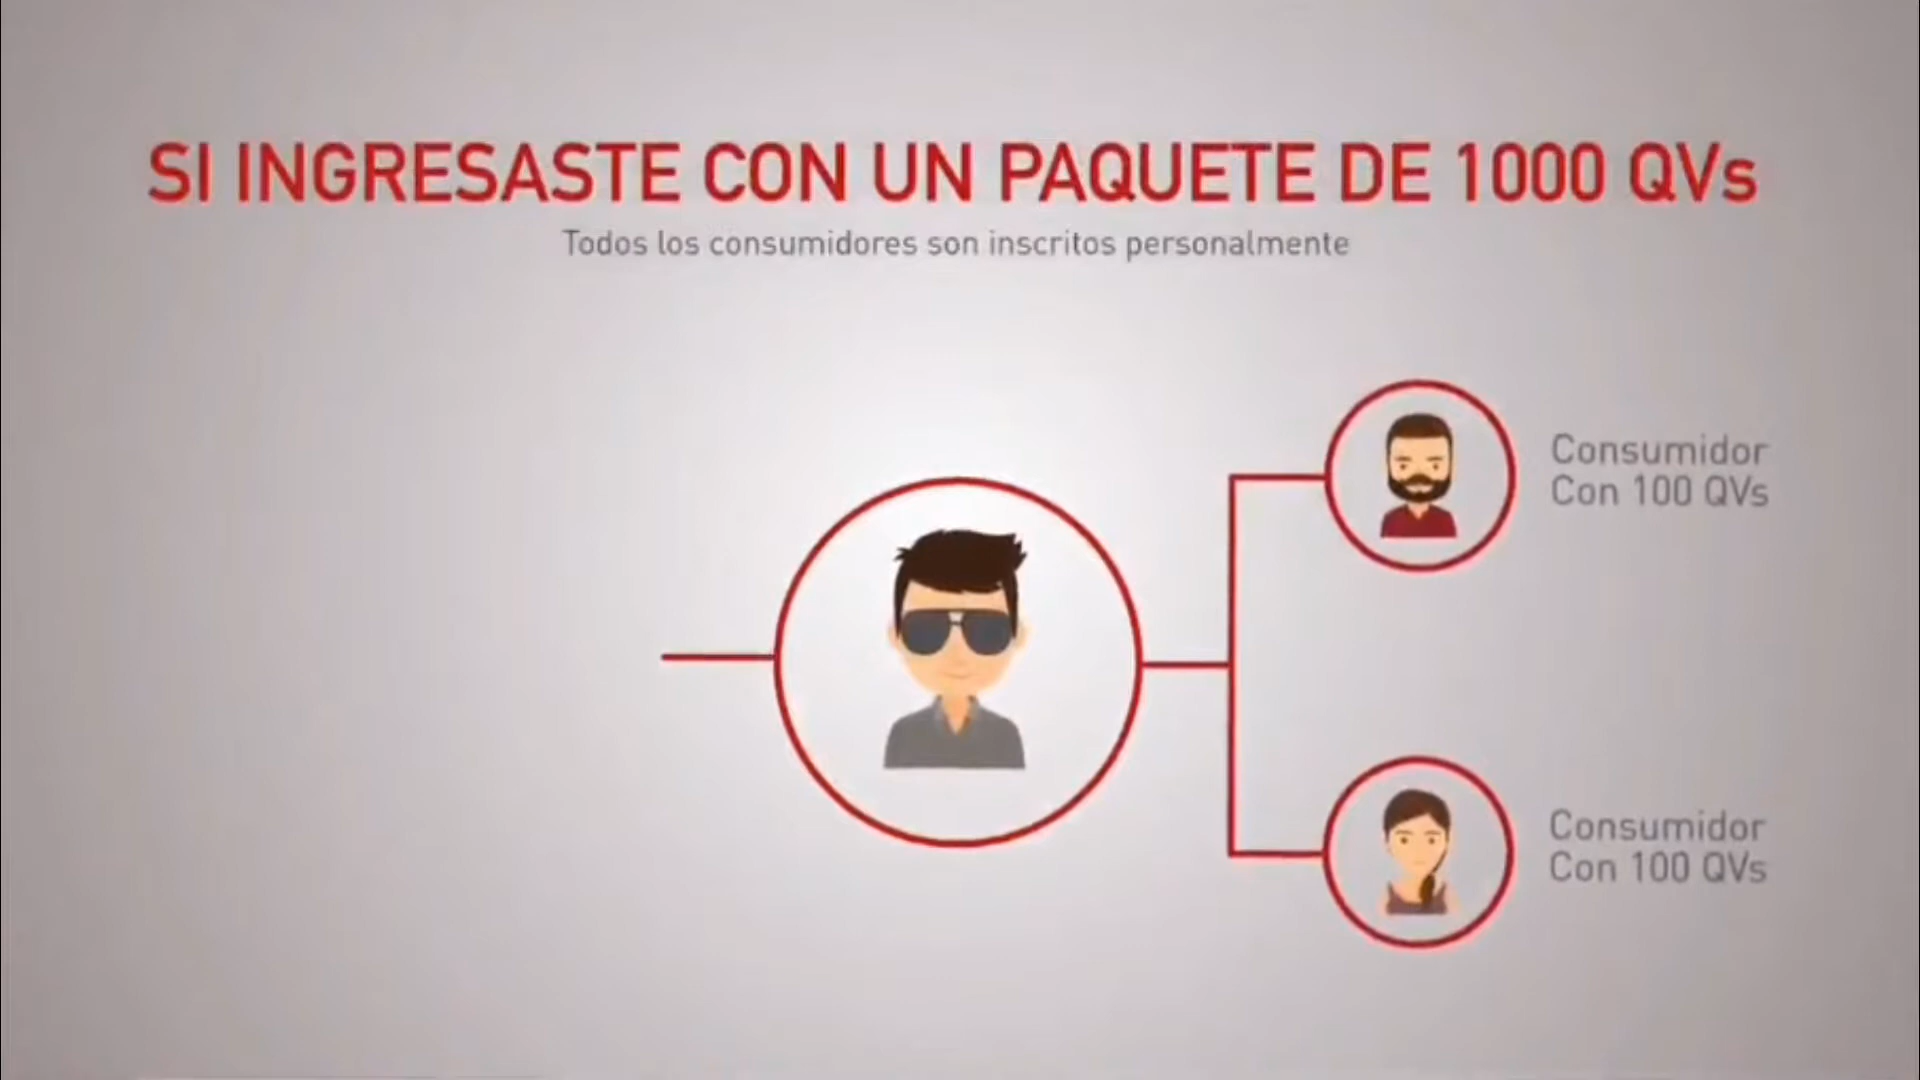 SI INGRESASTE CON UN PAQUETE DE 1000 QVs
Todos los consumidores son inscritos personalmente
Consumidor
Con 100 QVs
Consumidor
Con 100 QVs